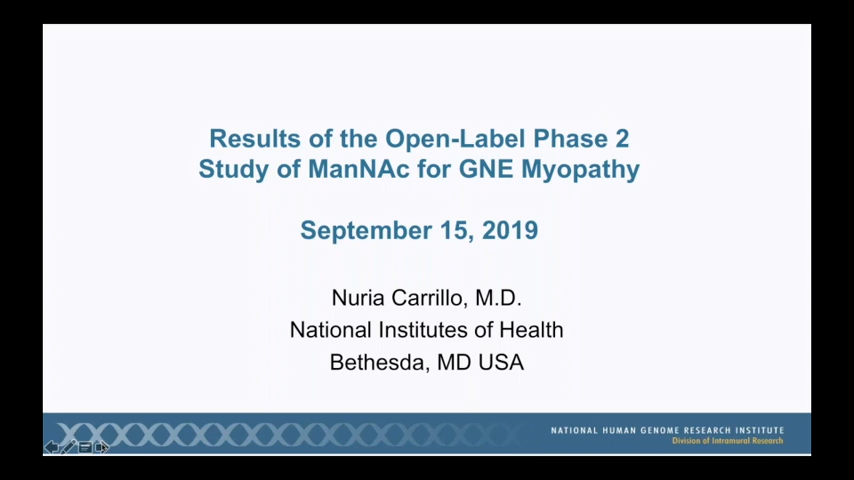 Results of the Open-Label Phase 2
Study of ManNAc for GNE Myopathy
September 15, 2019
Nuria Carrillo, M.D.
National Institutes of Health
Bethesda, MD USA
NATIONAL HUMAN GENOME RESEARCH INSTITUTE
Division of Intramural Research